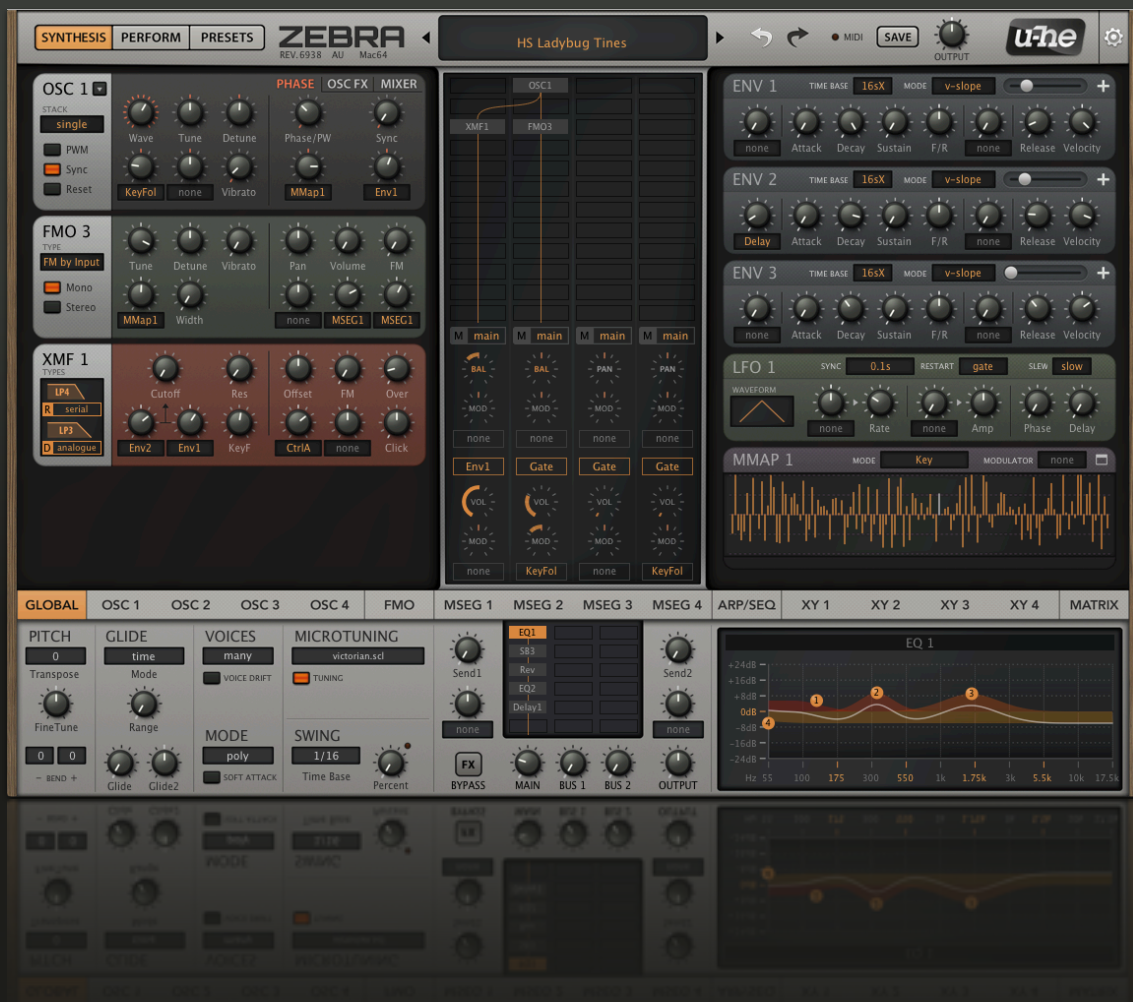 SYNTHESIS PERFORM PRESETS ZEBRA HS Ladybug Tines MIDI SAVE OUTPUT u-he
REV.6938 AU Mac64
OSC 1 PHASE OSC FX MIXER
STACK
single
PWM
Sync
Reset
Wave Tune Detune Phase/PW Sync
KeyFol none Vibrato MMap1 Env1
FMO 3
TYPE
FM by Input
Mono
Stereo
Tune Detune Vibrato Pan Volume FM
MMap1 Width none MSEG1 MSEG1
XMF 1
TYPES
LP4
R serial
LP3
D analogue
Cutoff Res Offset FM Over
Env2 Env1 KeyF CtrlA none Click
OSC1
XMF1 FMO3
M main M main M main M main
BAL BAL PAN PAN
MOD MOD MOD MOD
none none none none
Env1 Gate Gate Gate
VOL VOL VOL VOL
MOD MOD MOD MOD
none KeyFol none KeyFol
ENV 1 TIME BASE 16sX MODE v-slope +
none Attack Decay Sustain F/R none Release Velocity
ENV 2 TIME BASE 16sX MODE v-slope +
Delay Attack Decay Sustain F/R none Release Velocity
ENV 3 TIME BASE 16sX MODE v-slope +
none Attack Decay Sustain F/R none Release Velocity
LFO 1 SYNC 0.1s RESTART gate SLEW slow
WAVEFORM
none Rate none Amp Phase Delay
MMAP 1 MODE Key MODULATOR none
GLOBAL OSC 1 OSC 2 OSC 3 OSC 4 FMO MSEG 1 MSEG 2 MSEG 3 MSEG 4 ARP/SEQ XY 1 XY 2 XY 3 XY 4 MATRIX
PITCH
0
Transpose
FineTune
0 0
- BEND +
GLIDE
time
Mode
Range
Glide Glide2
VOICES
many
VOICE DRIFT
MODE
poly
SOFT ATTACK
MICROTUNING
victorian.scl
TUNING
SWING
1/16
Time Base
Percent
Send1
none
FX
BYPASS
EQ1
SB3
Rev
EQ2
Delay1
MAIN BUS 1 BUS 2
Send2
none
OUTPUT
EQ 1
+24dB
+16dB
+8dB
0dB
-8dB
-16dB
-24dB
1 2 3 4
Hz 55 100 175 300 550 1k 1.75k 3k 5.5k 10k 17.5k